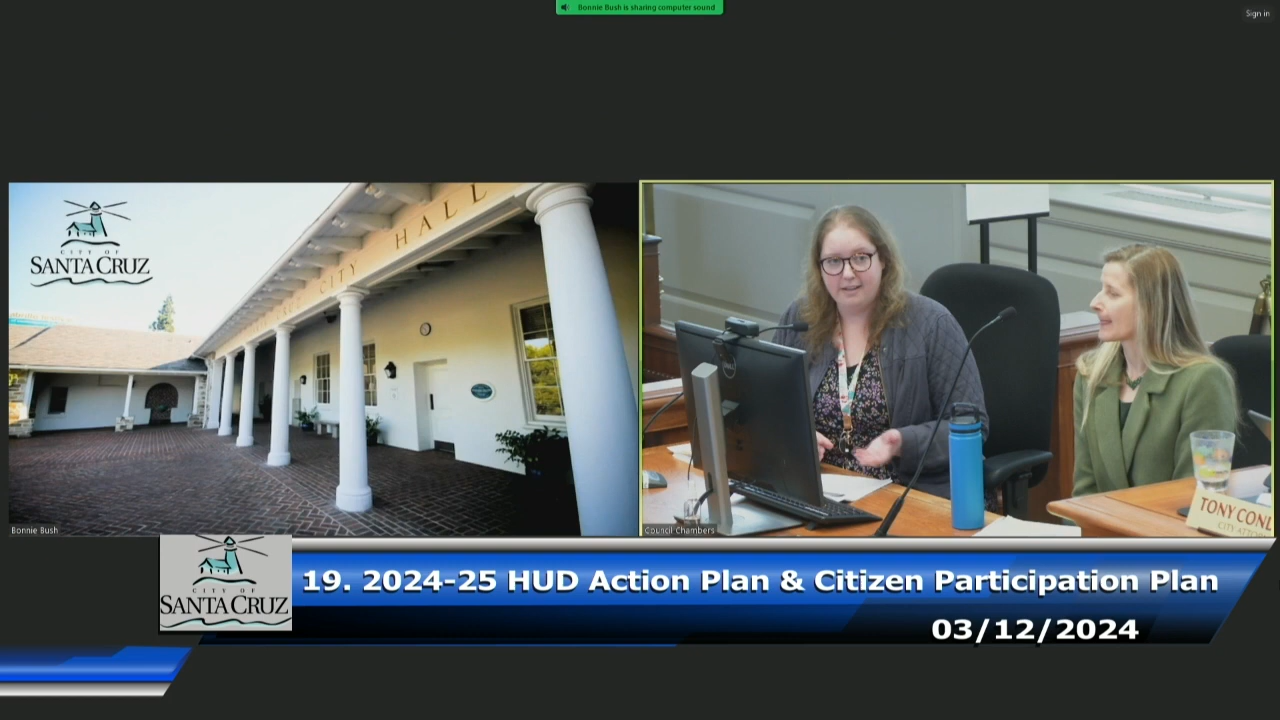 Bonnie Bush is sharing computer sound
Sign in
CITY OF
SANTA CRUZ
CITY HALL
DELL
Bonnie Bush
Council Chambers
TONY CONL
CITY ATTO
CITY OF
SANTA CRUZ
19. 2024-25 HUD Action Plan & Citizen Participation Plan
03/12/2024